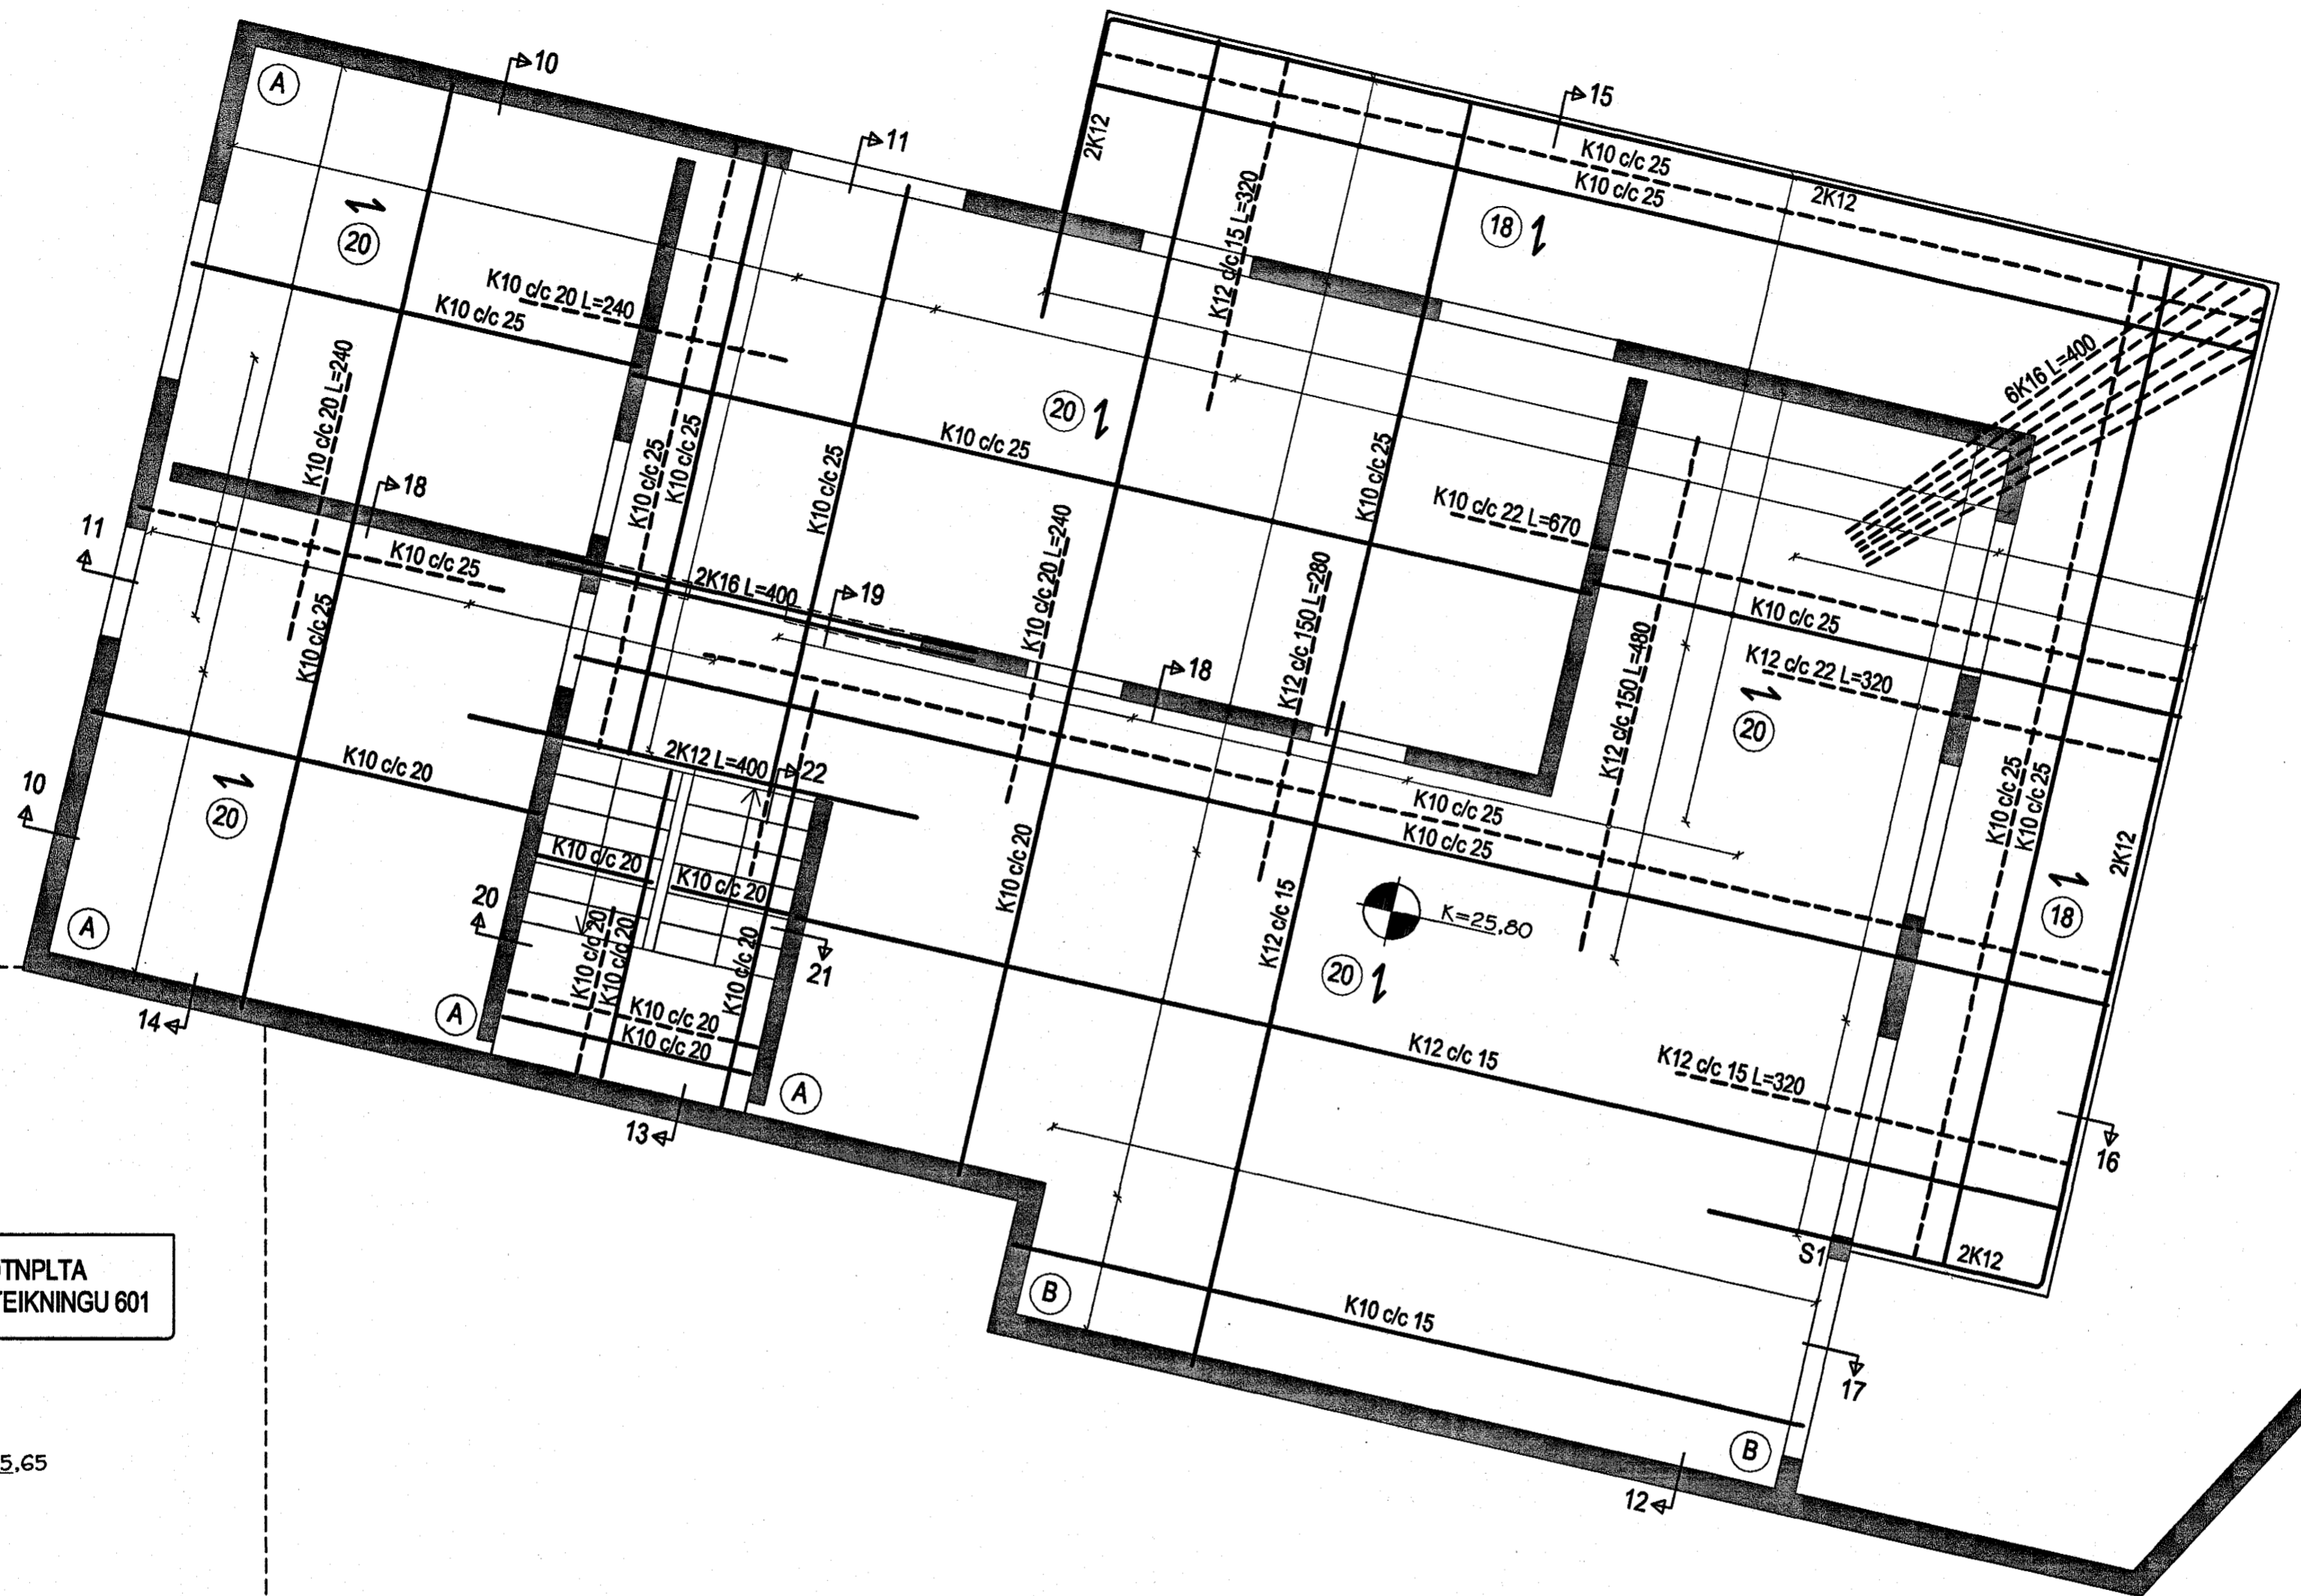 A
10
11
15
2K12
K10 c/c 25
K10 c/c 25
2K12
18
20
K12 c/c 15 L=320
K10 c/c 20 L=240
K10 c/c 25
K10 c/c 20 L=240
K10 c/c 25
K10 c/c 25
K10 c/c 25
20
K10 c/c 25
K10 c/c 25
6K16 L=400
18
11
K10 c/c 25
K10 c/c 25
2K16 L=400
19
K10 c/c 20 L=240
K12 c/c 150 L=280
18
K10 c/c 22 L=670
K10 c/c 25
K12 c/c 22 L=320
K12 c/c 150 L=480
20
10
K10 c/c 20
20
2K12 L=400
22
K10 c/c 25
K10 c/c 25
K10 c/c 25
K10 c/c 25
2K12
18
K10 c/c 20
K10 c/c 20
K10 c/c 20
K12 c/c 15
K=25,80
20
20
21
A
A
K10 c/c 20
K10 c/c 20
K10 c/c 20
K10 c/c 20
K10 c/c 20
14
13
A
K12 c/c 15
K12 c/c 15 L=320
16
S1
2K12
B
K10 c/c 15
17
B
12
TNPLTA
TEIKNINGU 601
5,65